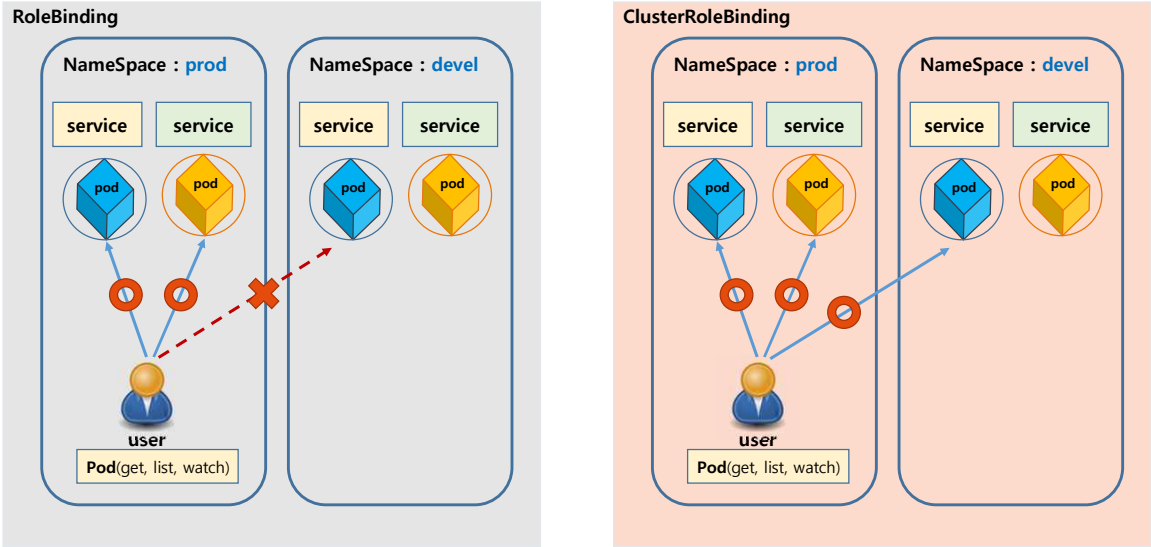 RoleBinding
NameSpace : prod
NameSpace : devel
service
service
service
service
pod
pod
pod
pod
user
Pod(get, list, watch)
ClusterRoleBinding
NameSpace : prod
NameSpace : devel
service
service
service
service
pod
pod
pod
pod
user
Pod(get, list, watch)